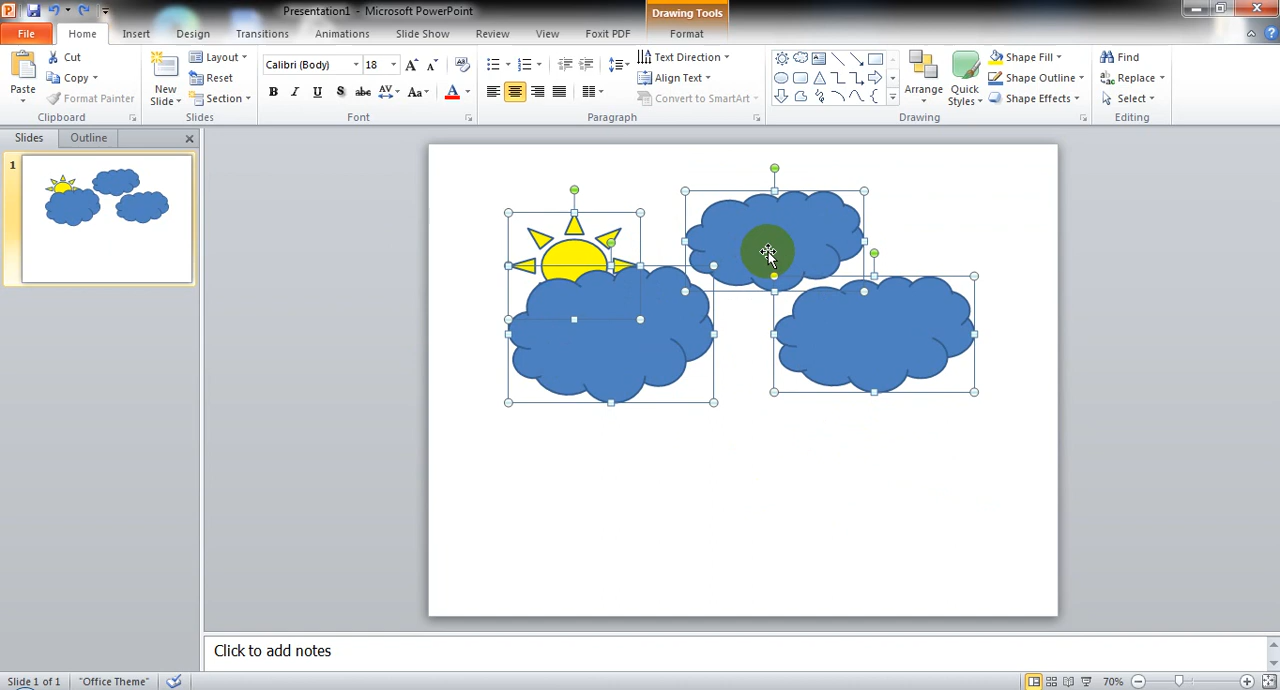 Presentation1 - Microsoft PowerPoint
Drawing Tools
File Home Insert Design Transitions Animations Slide Show Review View Foxit PDF Format
Paste
Cut
Copy
Format Painter
Clipboard
New
Slide
Layout
Reset
Section
Slides
Calibri (Body) 18
B I U S abc AV Aa A
Font
Text Direction
Align Text
Convert to SmartArt
Paragraph
Arrange
Quick
Styles
Shape Fill
Shape Outline
Shape Effects
Drawing
Find
Replace
Select
Editing
Slides Outline
1
Click to add notes
Slide 1 of 1 "Office Theme" 70%